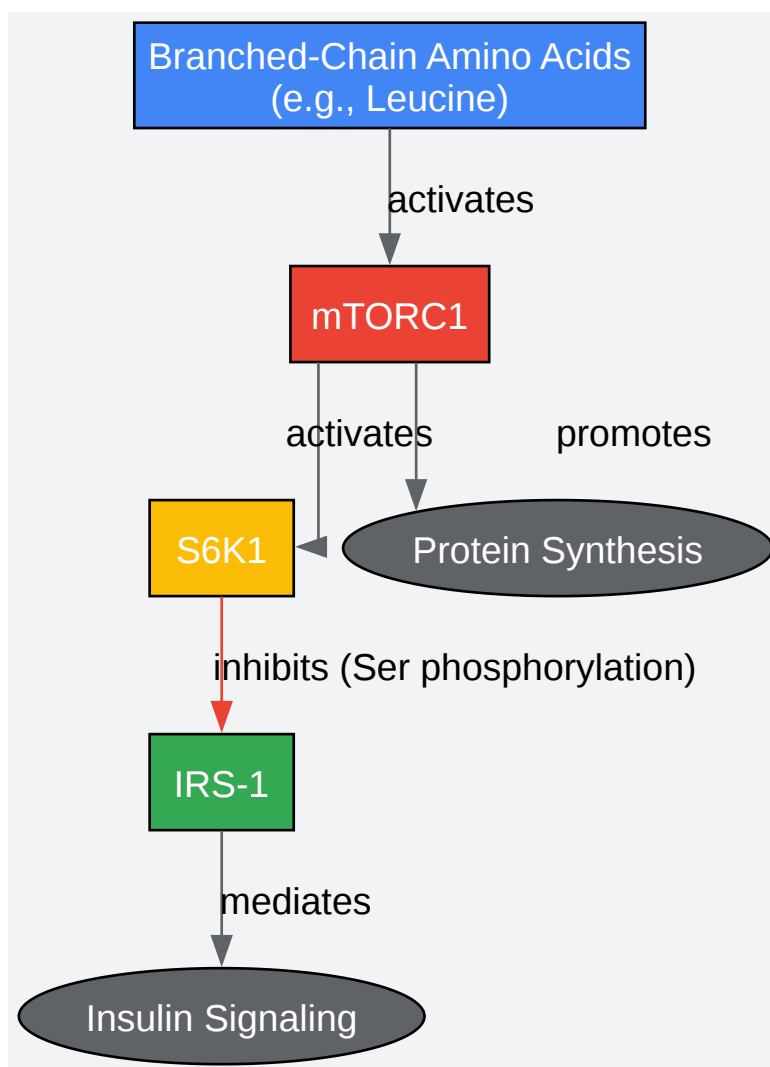 Branched-Chain Amino Acids
(e.g., Leucine)
activates
mTORC1
activates
promotes
S6K1
Protein Synthesis
inhibits (Ser phosphorylation)
IRS-1
mediates
Insulin Signaling